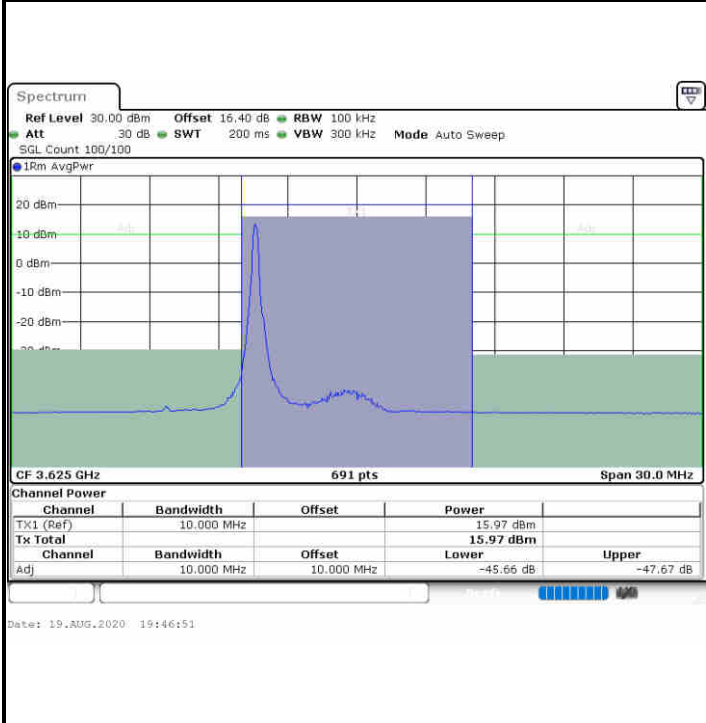 Spectrum
Ref Level 30.00 dBm Offset 16.40 dB RBW 100 kHz
Att 30 dB SWT 200 ms VBW 300 kHz Mode Auto Sweep
SGL Count 100/100
1Rm AvgPwr
20 dBm
Adj Adj
10 dBm
0 dBm
-10 dBm
-20 dBm
CF 3.625 GHz 691 pts Span 30.0 MHz
Channel Power
Channel Bandwidth Offset Power
TX1 (Ref) 10.000 MHz 15.97 dBm
Tx Total 15.97 dBm
Channel Bandwidth Offset Lower Upper
Adj 10.000 MHz 10.000 MHz -45.66 dB -47.67 dB
Date: 19.AUG.2020 19:46:51